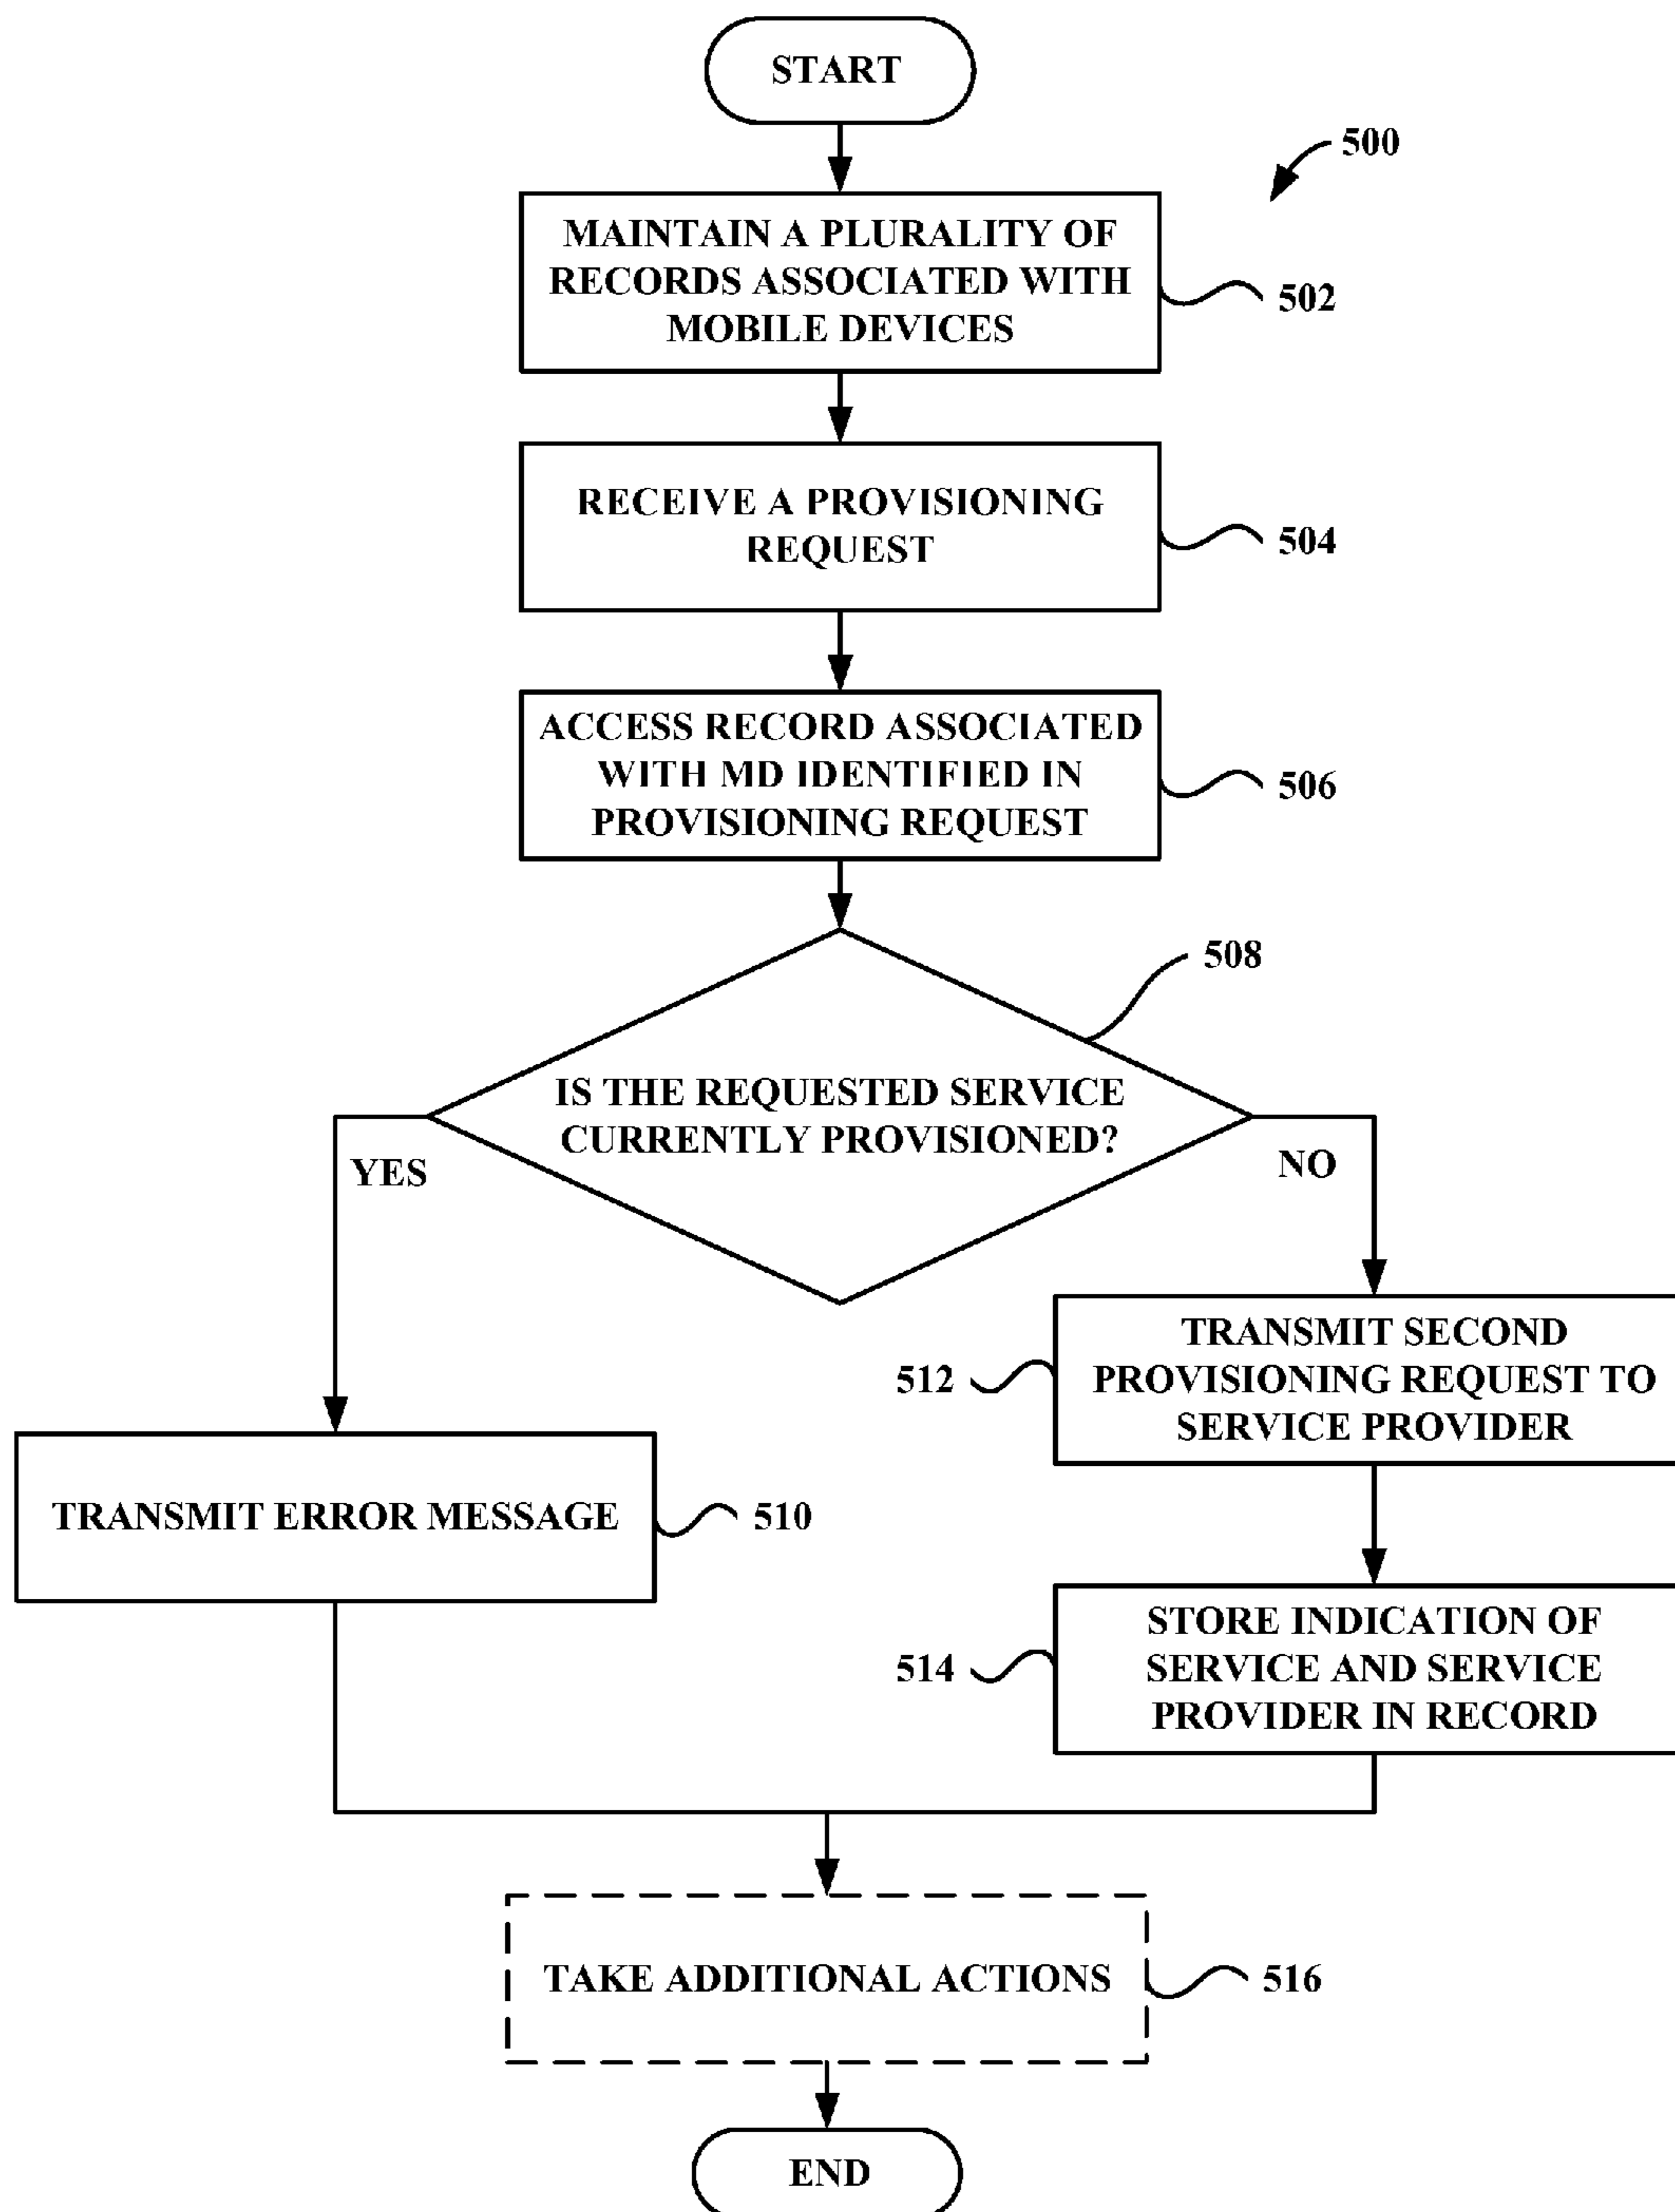 START
500
MAINTAIN A PLURALITY OF
RECORDS ASSOCIATED WITH
MOBILE DEVICES
502
RECEIVE A PROVISIONING
REQUEST
504
ACCESS RECORD ASSOCIATED
WITH MD IDENTIFIED IN
PROVISIONING REQUEST
506
508
IS THE REQUESTED SERVICE
CURRENTLY PROVISIONED?
YES
NO
TRANSMIT SECOND
PROVISIONING REQUEST TO
SERVICE PROVIDER
512
TRANSMIT ERROR MESSAGE
510
STORE INDICATION OF
SERVICE AND SERVICE
PROVIDER IN RECORD
514
TAKE ADDITIONAL ACTIONS
516
END